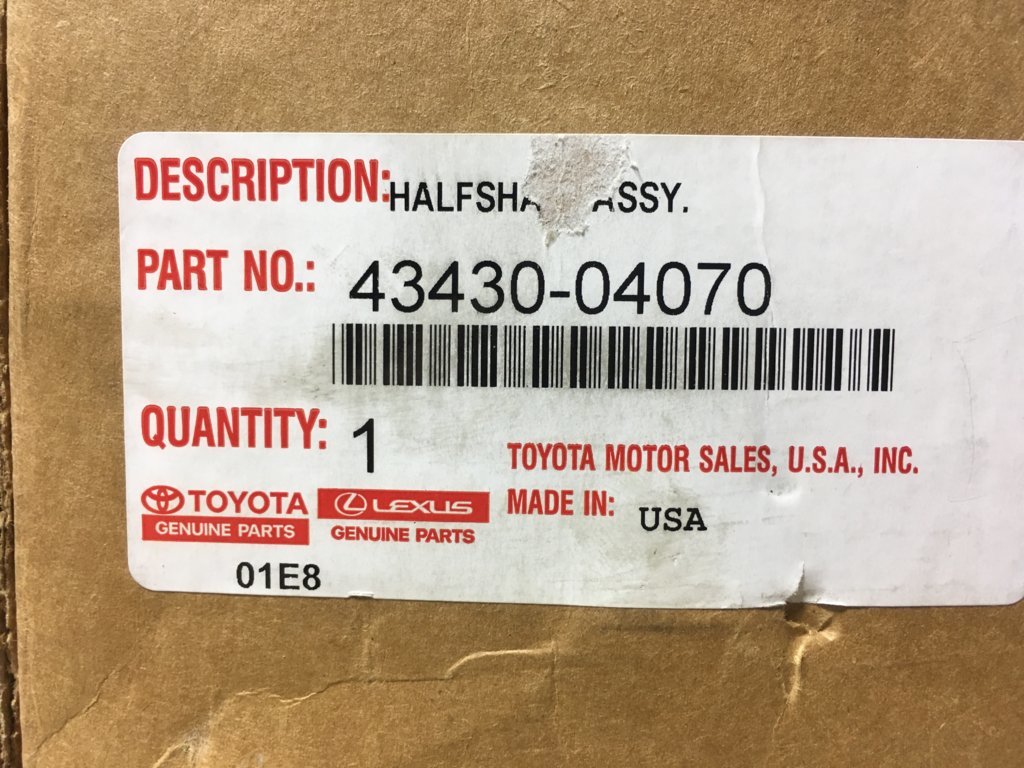 DESCRIPTION: HALFSHA ASSY.
PART NO.: 43430-04070
QUANTITY: 1
TOYOTA MOTOR SALES, U.S.A., INC.
TOYOTA LEXUS
GENUINE PARTS GENUINE PARTS
MADE IN: USA
01E8